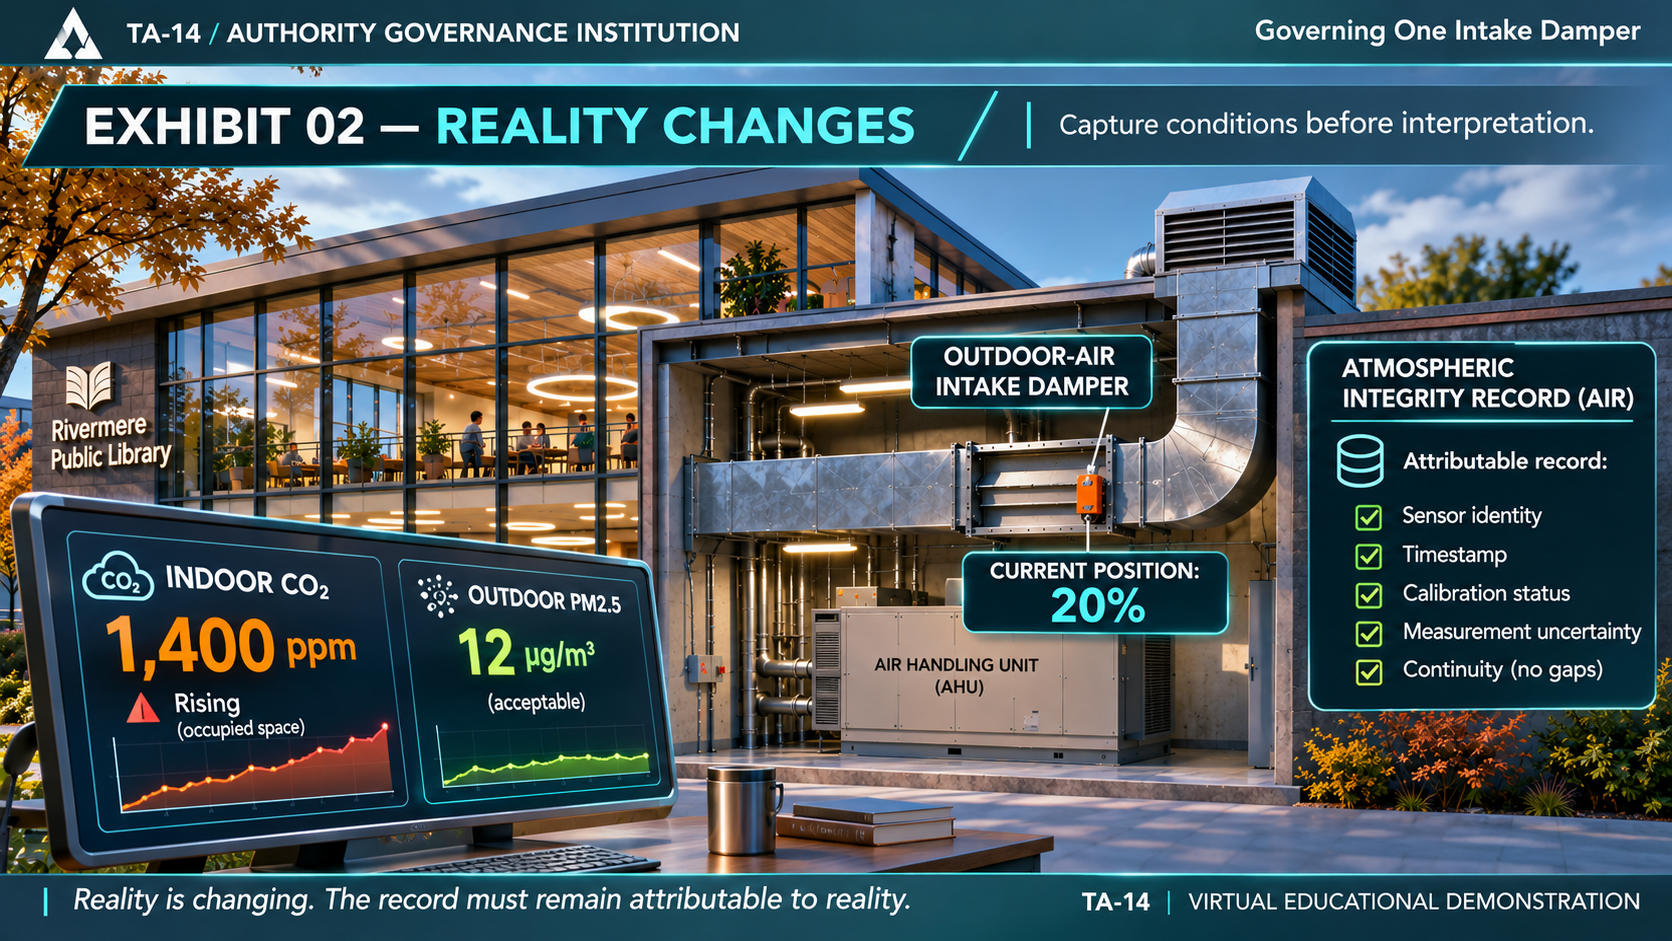 TA-14 / AUTHORITY GOVERNANCE INSTITUTION
Governing One Intake Damper
EXHIBIT 02 — REALITY CHANGES
Capture conditions before interpretation.
Rivermere
Public Library
OUTDOOR-AIR
INTAKE DAMPER
CURRENT POSITION:
20%
AIR HANDLING UNIT
(AHU)
ATMOSPHERIC
INTEGRITY RECORD (AIR)
Attributable record:
Sensor identity
Timestamp
Calibration status
Measurement uncertainty
Continuity (no gaps)
CO₂
INDOOR CO₂
1,400 ppm
Rising
(occupied space)
OUTDOOR PM2.5
12 µg/m³
(acceptable)
Reality is changing. The record must remain attributable to reality.
TA-14 | VIRTUAL EDUCATIONAL DEMONSTRATION